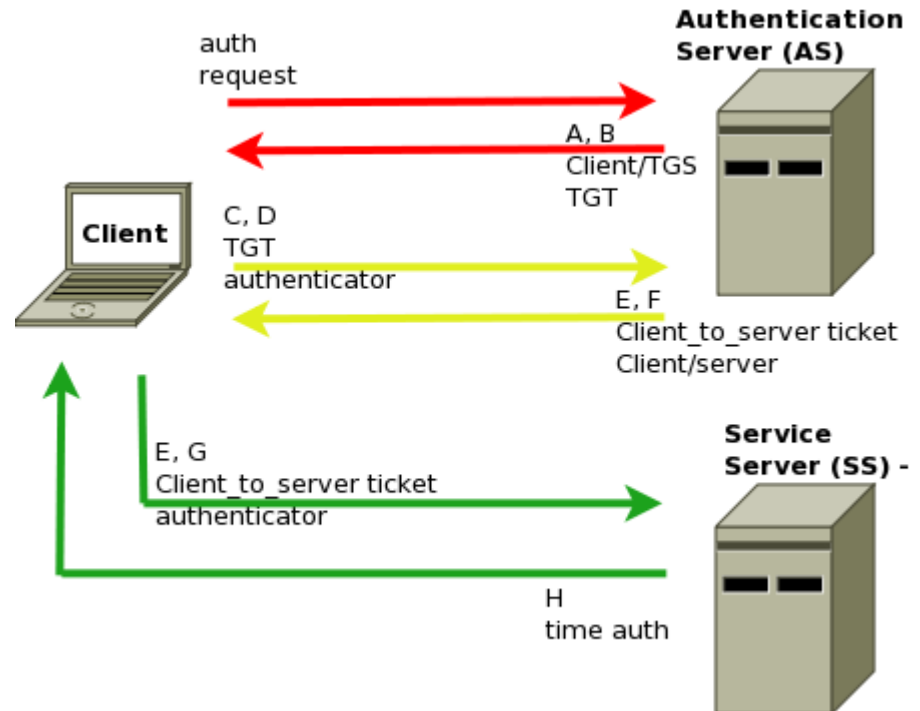 Authentication
Server (AS)
auth
request
A, B
Client/TGS
TGT
Client
C, D
TGT
authenticator
E, F
Client_to_server ticket
Client/server
Service
Server (SS) -
E, G
Client_to_server ticket
authenticator
H
time auth